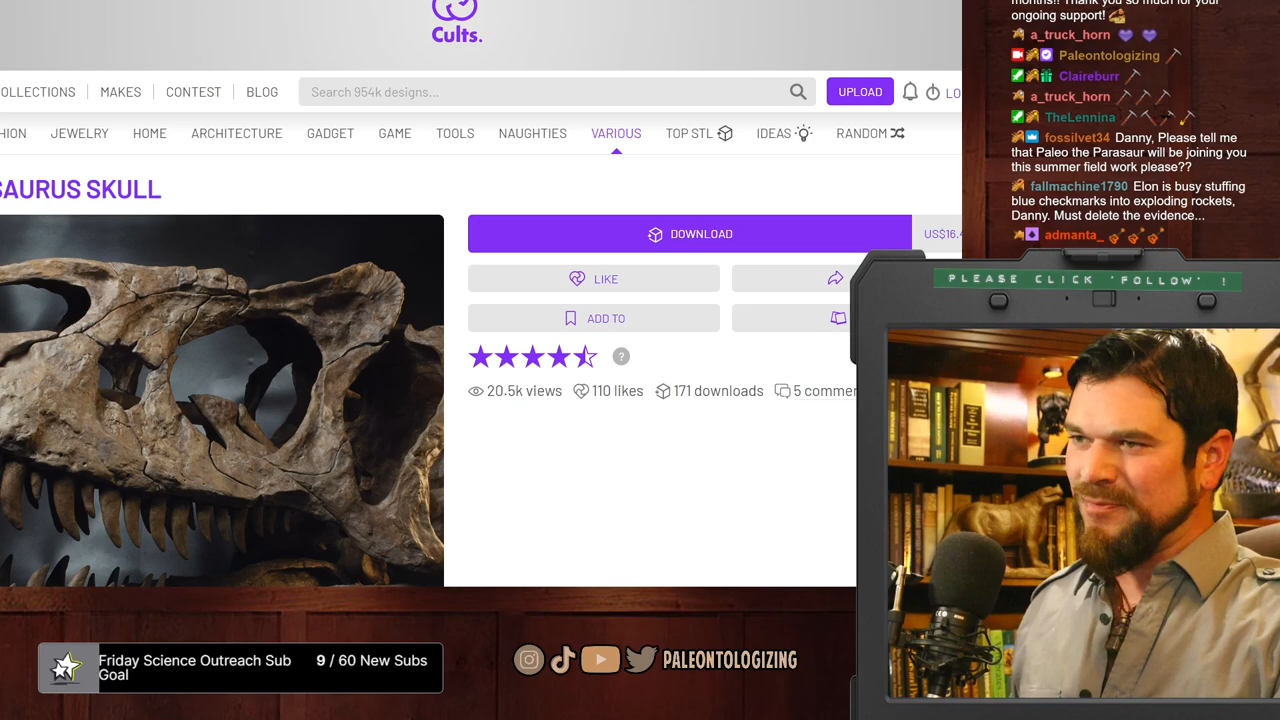 Cults.
OLLECTIONS
MAKES
CONTEST
BLOG
Search 954k designs...
UPLOAD
LO
HION
JEWELRY
HOME
ARCHITECTURE
GADGET
GAME
TOOLS
NAUGHTIES
VARIOUS
TOP STL
IDEAS
RANDOM
SAURUS SKULL
DOWNLOAD
US$16.4
LIKE
ADD TO
?
20.5k views
110 likes
171 downloads
5 commen
months!! Thank you so much for your
ongoing support!
a_truck_horn
Paleontologizing
Claireburr
a_truck_horn
TheLennina
fossilvet34 Danny, Please tell me
that Paleo the Parasaur will be joining you
this summer field work please??
fallmachine1790 Elon is busy stuffing
blue checkmarks into exploding rockets,
Danny. Must delete the evidence...
admanta_
PLEASE CLICK 'FOLLOW' !
Friday Science Outreach Sub
Goal
9 / 60 New Subs
PALEONTOLOGIZING